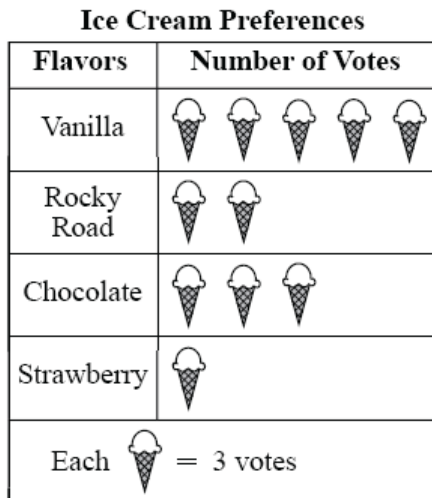 Ice Cream Preferences
Flavors Number of Votes
Vanilla
Rocky
Road
Chocolate
Strawberry
Each = 3 votes